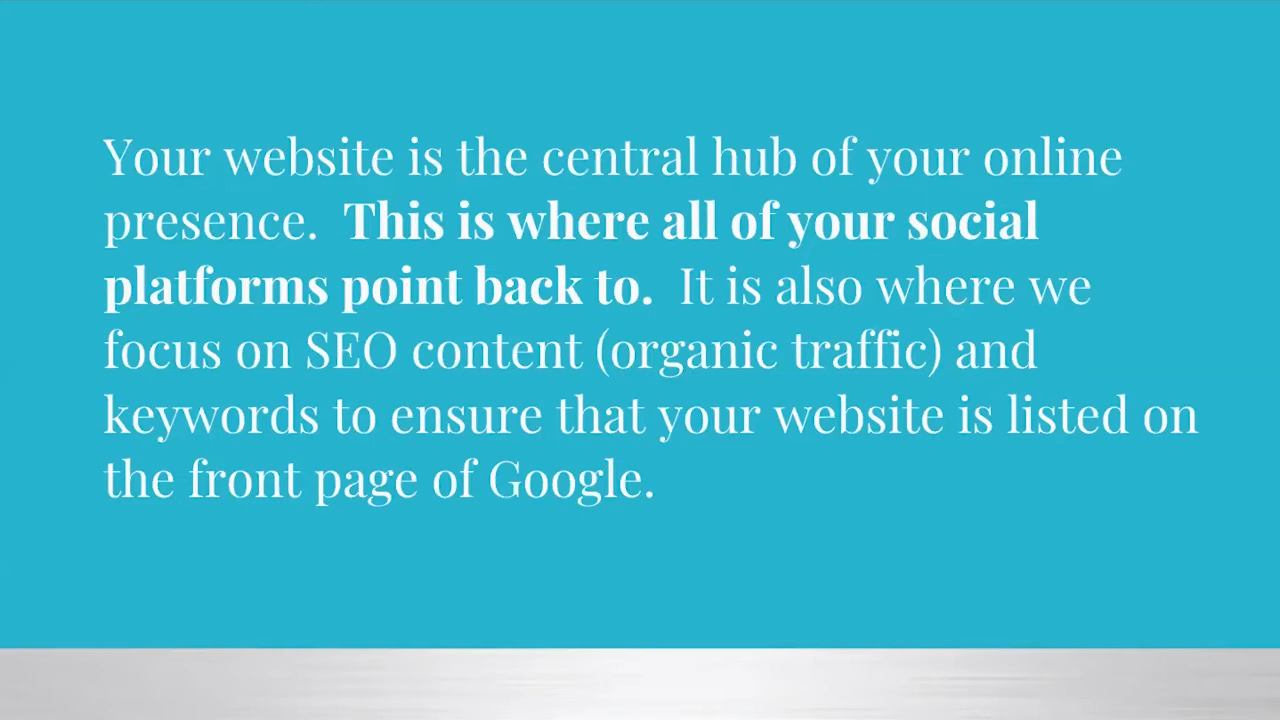 Your website is the central hub of your online
presence.  This is where all of your social
platforms point back to.  It is also where we
focus on SEO content (organic traffic) and
keywords to ensure that your website is listed on
the front page of Google.